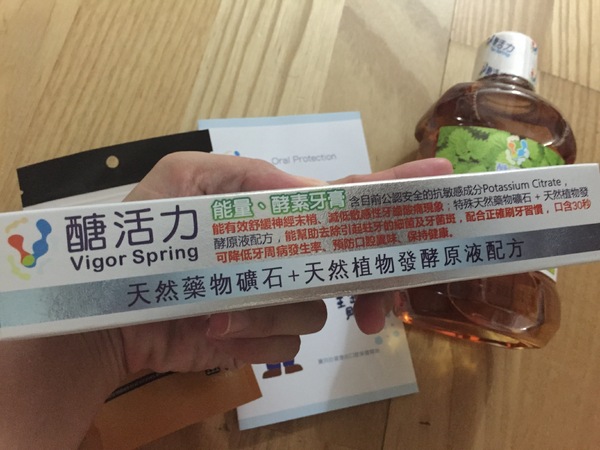 醣活力
Oral Protection
醣活力
Vigor Spring
能量、酵素牙膏 含目前公認安全的抗敏感成分Potassium Citrate，
能有效舒緩神經末梢、減低敏感性牙齒酸痛現象；特殊天然藥物礦石 + 天然植物發
酵原液配方，能幫助去除引起蛀牙的細菌及牙菌斑，配合正確刷牙習慣，口含30秒
可降低牙周病發生率、預防口腔異味、保持健康。
天然藥物礦石+天然植物發酵原液配方